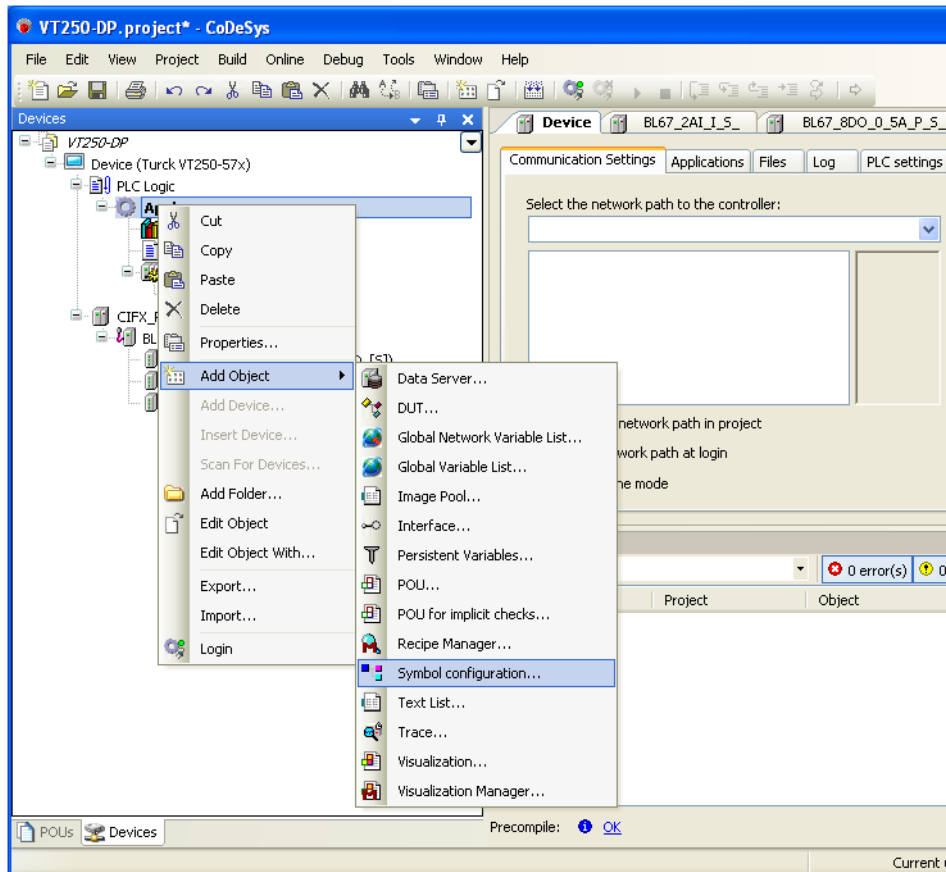 VT250-DP.project* - CoDeSys
File Edit View Project Build Online Debug Tools Window Help
Devices
VT250-DP
Device (Turck VT250-57x)
PLC Logic
CIFX_
BL
[S])
Cut
Copy
Paste
Delete
Properties...
Add Object
Add Device...
Insert Device...
Scan For Devices...
Add Folder...
Edit Object
Edit Object With...
Export...
Import...
Login
Data Server...
DUT...
Global Network Variable List...
Global Variable List...
Image Pool...
Interface...
Persistent Variables...
POU...
POU for implicit checks...
Recipe Manager...
Symbol configuration...
Text List...
Trace...
Visualization...
Visualization Manager...
Device BL67_2AI_I_S_ BL67_8DO_0_5A_P_S_
Communication Settings Applications Files Log PLC settings
Select the network path to the controller:
network path in project
work path at login
ne mode
0 error(s) 0
Project Object
POUs Devices
Precompile: OK
Current